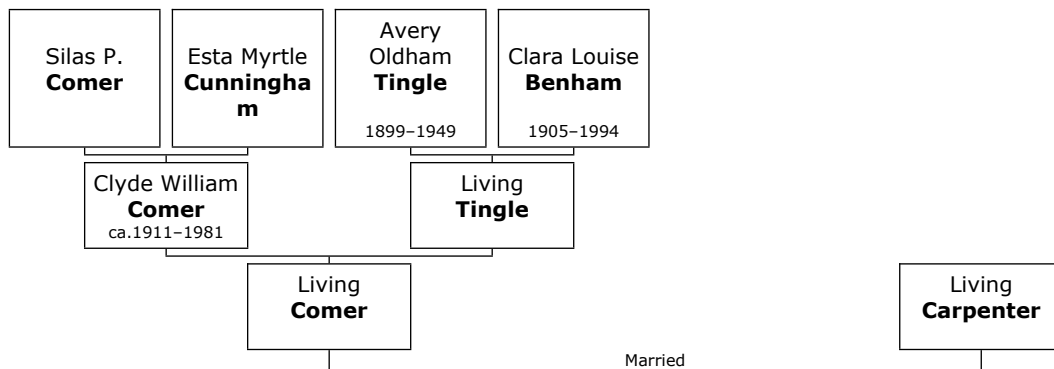 Silas P.
Comer
Esta Myrtle
Cunningha
m
Avery
Oldham
Tingle
1899–1949
Clara Louise
Benham
1905–1994
Clyde William
Comer
ca.1911–1981
Living
Tingle
Living
Comer
Living
Carpenter
Married